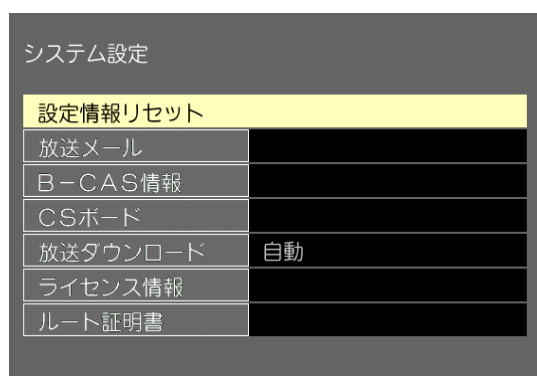 システム設定
設定情報リセット
放送メール
B－CAS情報
CSボード
放送ダウンロード 自動
ライセンス情報
ルート証明書